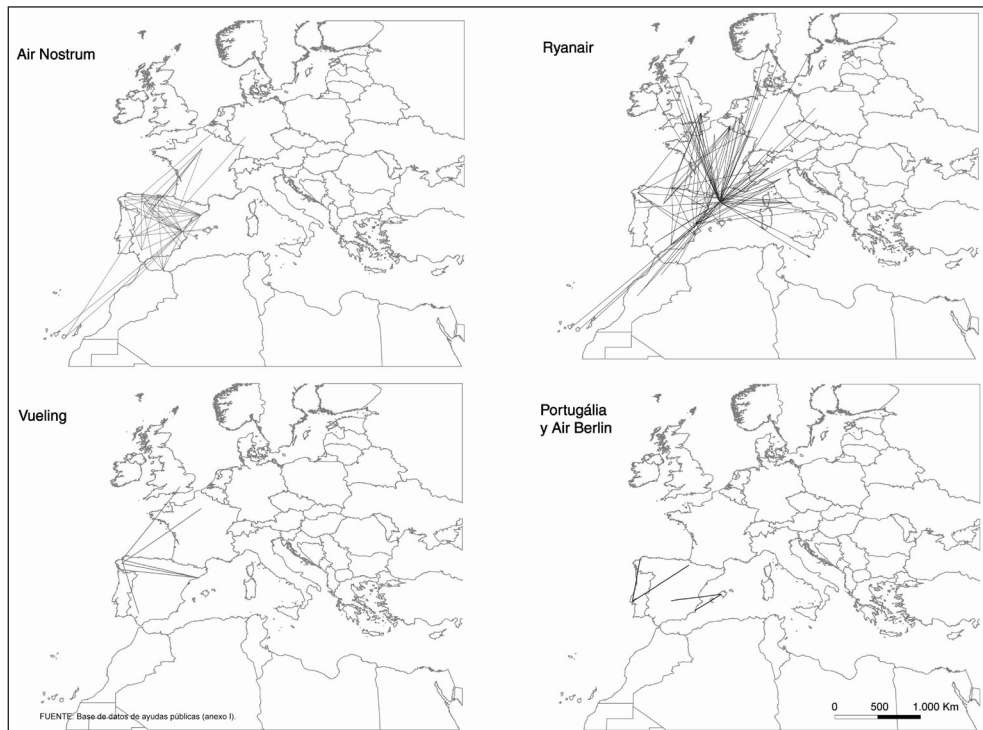 Air Nostrum
Ryanair
Vueling
Portugália
y Air Berlin
FUENTE: Base de datos de ayudas públicas (anexo I).
0 500 1.000 Km